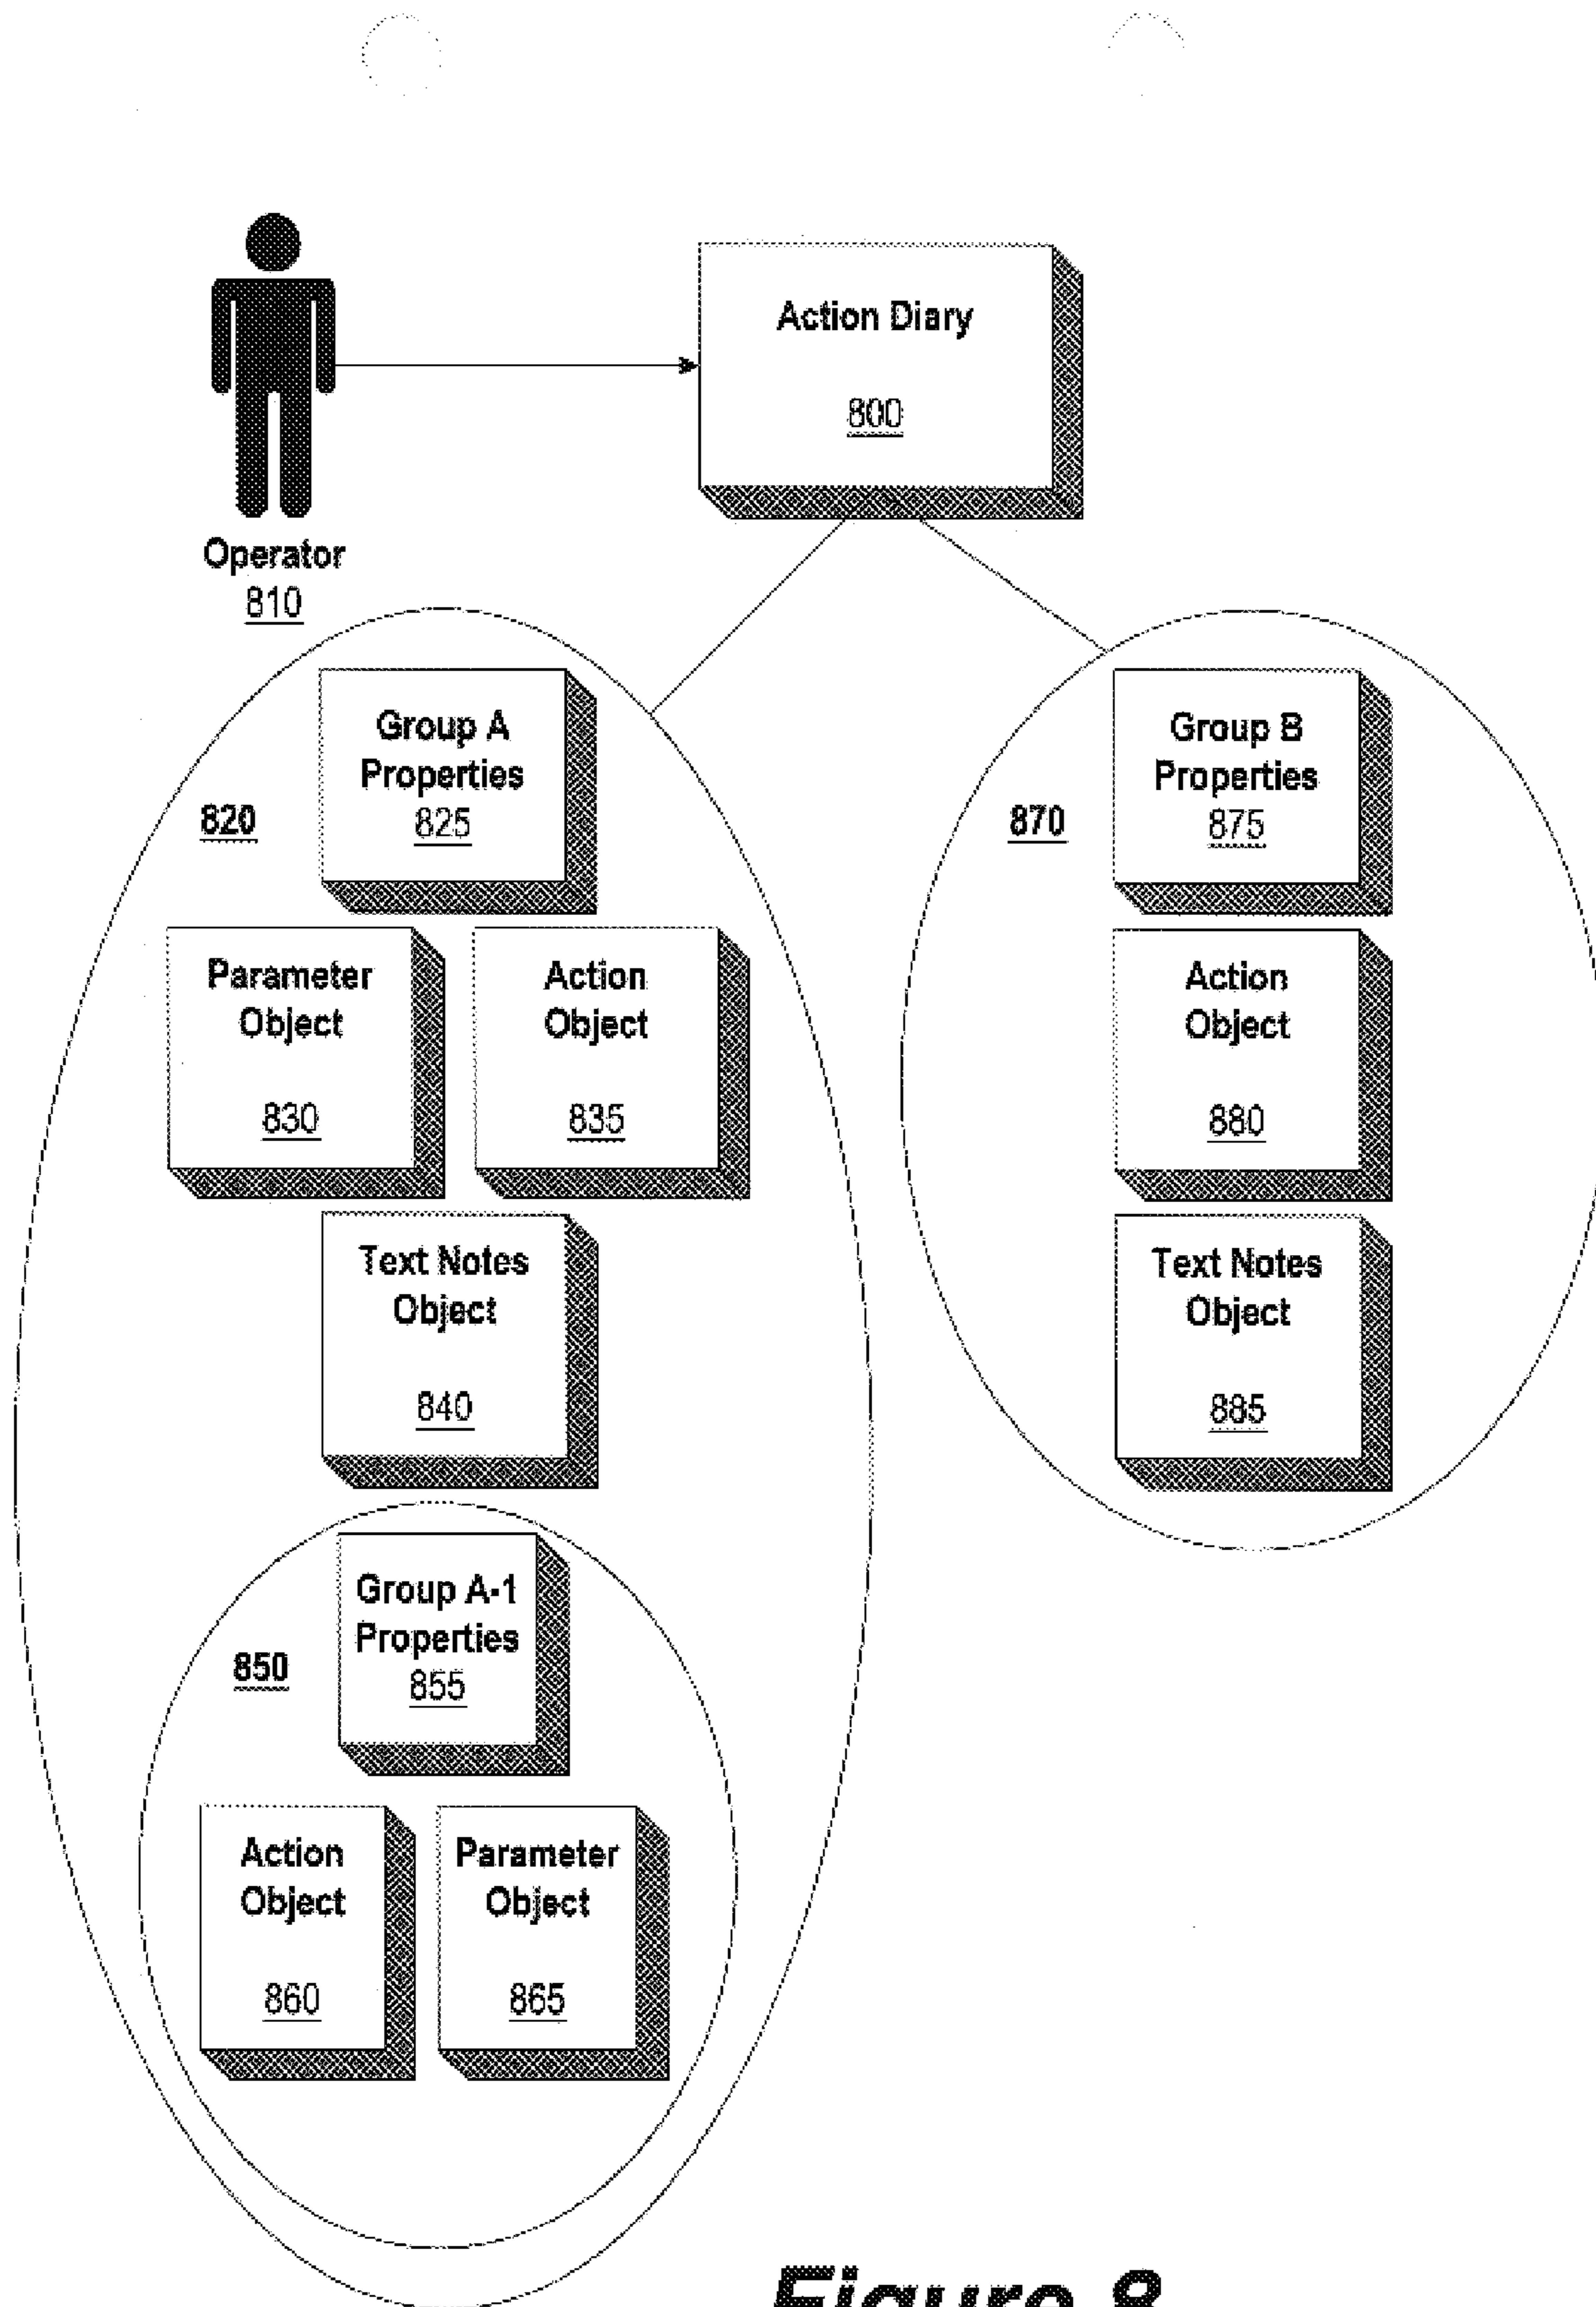 Action Diary
800
Operator
810
Group A
Properties
825
820
Parameter
Object
830
Action
Object
835
Text Notes
Object
840
Group A-1
Properties
855
850
Action
Object
860
Parameter
Object
865
Group B
Properties
875
870
Action
Object
880
Text Notes
Object
885
Figure 8